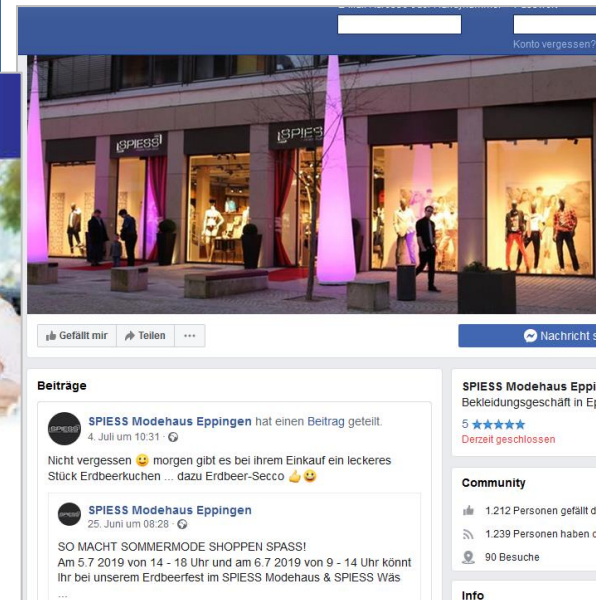 Konto vergessen?
SPIESS
SPIESS
Gefällt mir
Teilen
Nachricht s
Beiträge
SPIESS Modehaus Eppingen hat einen Beitrag geteilt.
4. Juli um 10:31 ·
Nicht vergessen 😉 morgen gibt es bei ihrem Einkauf ein leckeres
Stück Erdbeerkuchen ... dazu Erdbeer-Secco 👍😃
SPIESS Modehaus Eppingen
25. Juni um 08:28 ·
SO MACHT SOMMERMODE SHOPPEN SPASS!
Am 5.7 2019 von 14 - 18 Uhr und am 6.7 2019 von 9 - 14 Uhr könnt
Ihr bei unserem Erdbeerfest im SPIESS Modehaus & SPIESS Wäs
...
SPIESS Modehaus Eppi
Bekleidungsgeschäft in Ep
5 ★★★★★
Derzeit geschlossen
Community
1.212 Personen gefällt d
1.239 Personen haben d
90 Besuche
Info